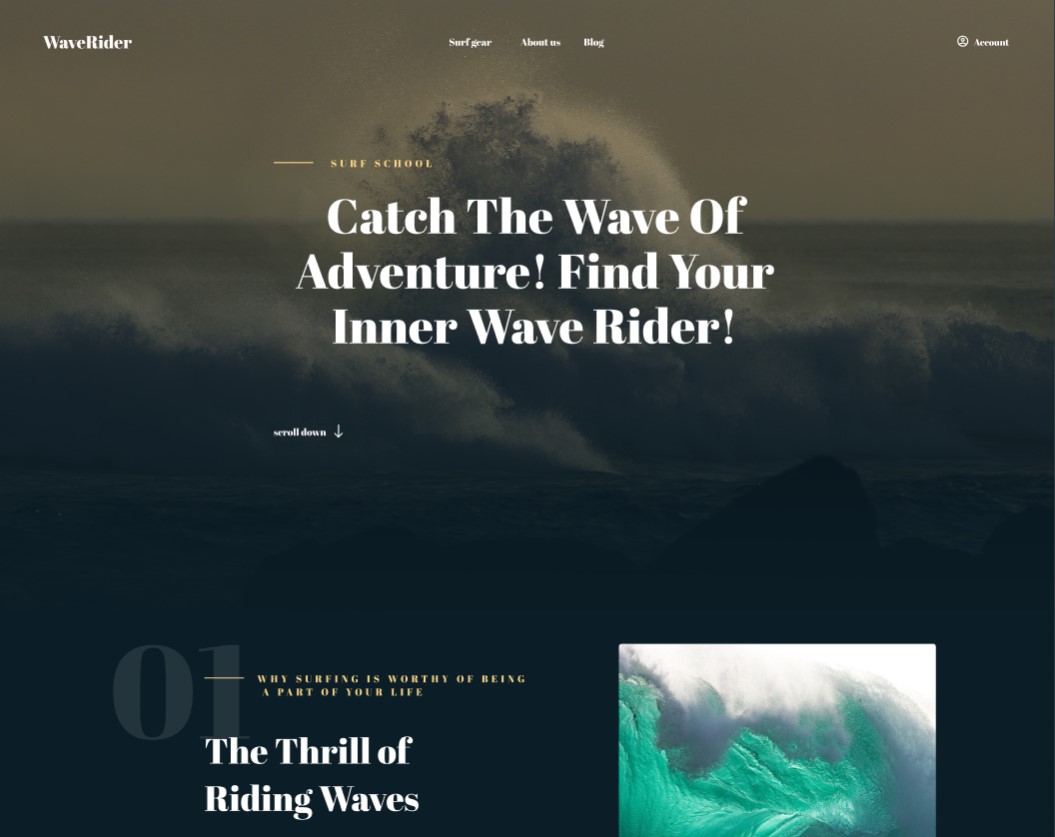 WaveRider
Surf gear
About us
Blog
Account
SURF SCHOOL
Catch The Wave Of
Adventure! Find Your
Inner Wave Rider!
scroll down
01
WHY SURFING IS WORTHY OF BEING
A PART OF YOUR LIFE
The Thrill of
Riding Waves